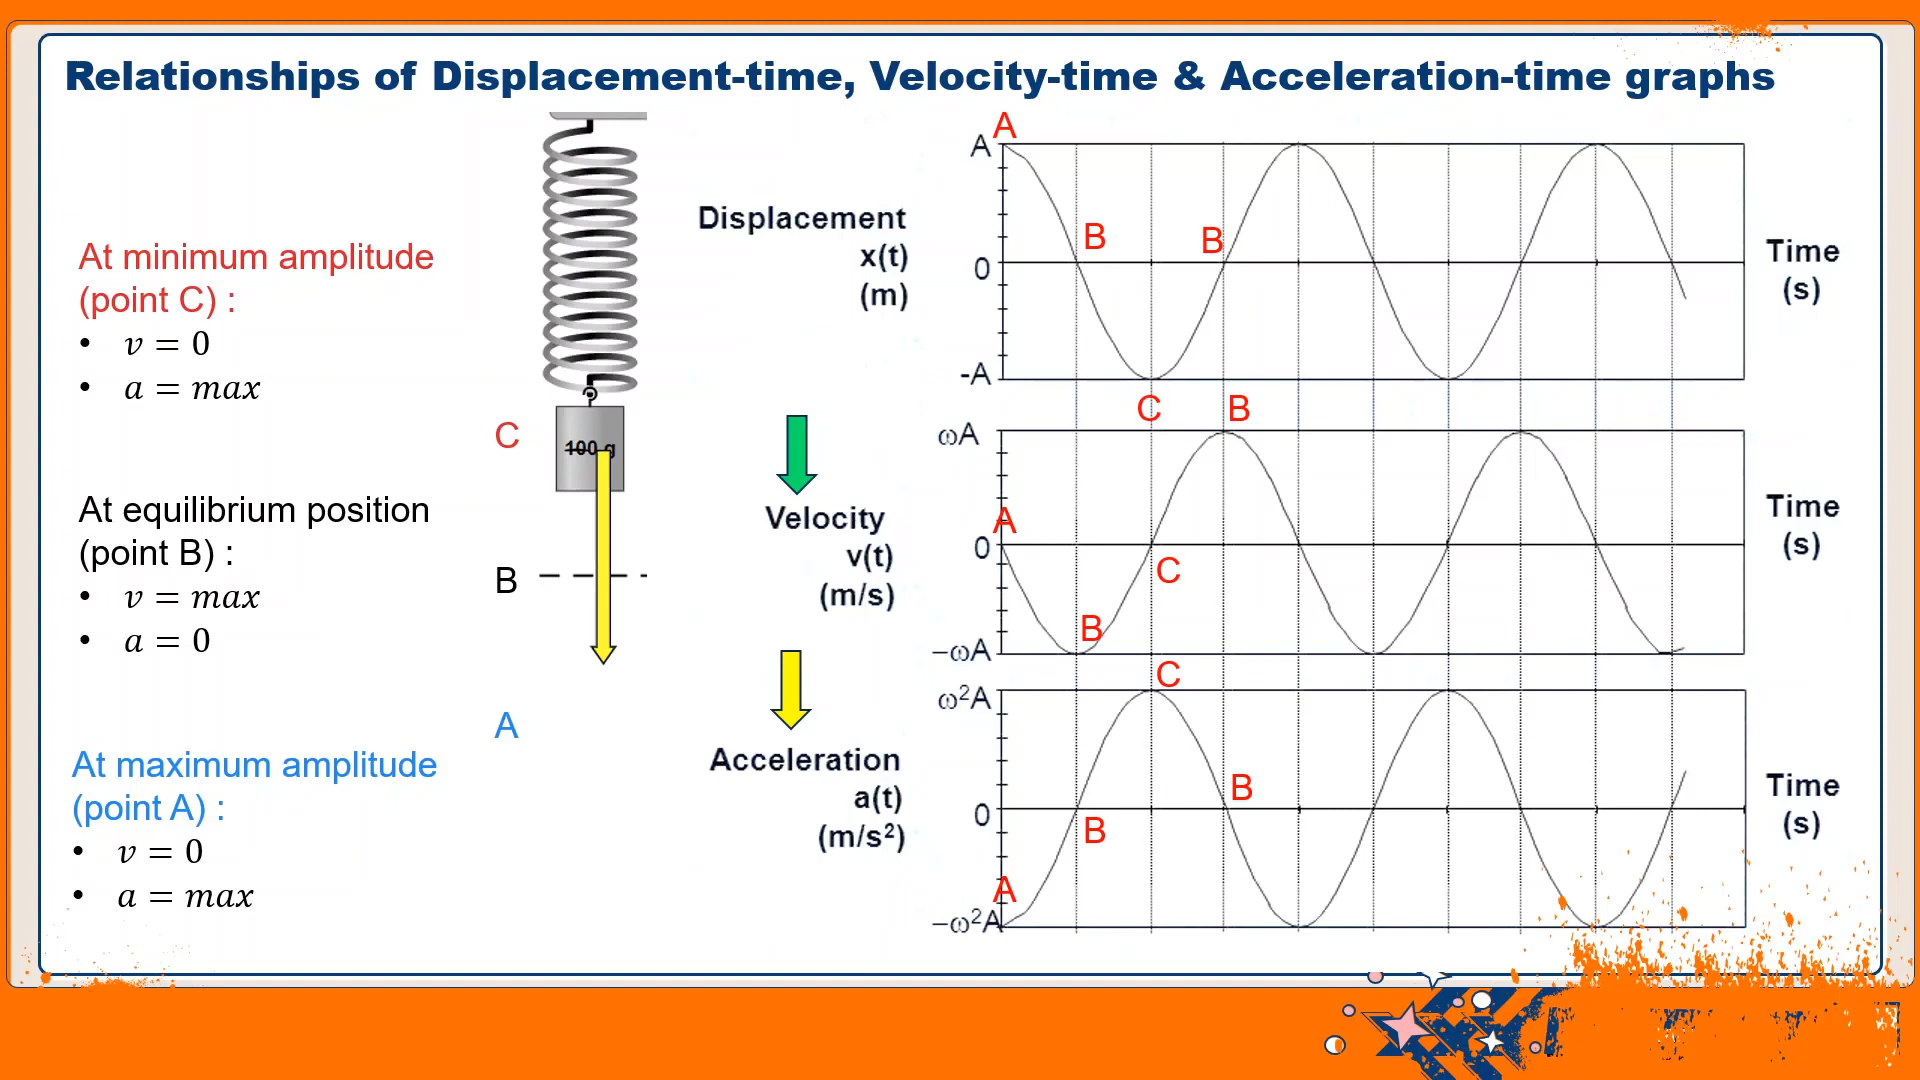 Relationships of Displacement-time, Velocity-time & Acceleration-time graphs
At minimum amplitude
(point C) :
• v = 0
• a = max
At equilibrium position
(point B) :
• v = max
• a = 0
At maximum amplitude
(point A) :
• v = 0
• a = max
C
100 g
B
A
Displacement
x(t)
(m)
A
A
B
B
0
-A
C
B
Time
(s)
Velocity
v(t)
(m/s)
ωA
A
0
C
B
−ωA
Time
(s)
Acceleration
a(t)
(m/s²)
C
ω²A
B
0
B
A
−ω²A
Time
(s)